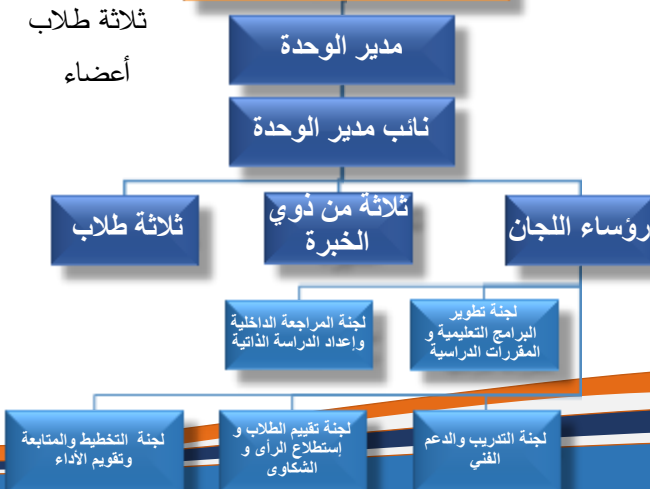 ثلاثة طلاب
أعضاء
مدير الوحدة
نائب مدير الوحدة
رؤساء اللجان
ثلاثة من ذوي
الخبرة
ثلاثة طلاب
لجنة تطوير
البرامج التعليمية و
المقررات الدراسية
لجنة المراجعة الداخلية
وإعداد الدراسة الذاتية
لجنة التدريب والدعم
الفني
لجنة تقييم الطلاب و
إستطلاع الرأى و
الشكاوى
لجنة التخطيط والمتابعة
وتقويم الأداء